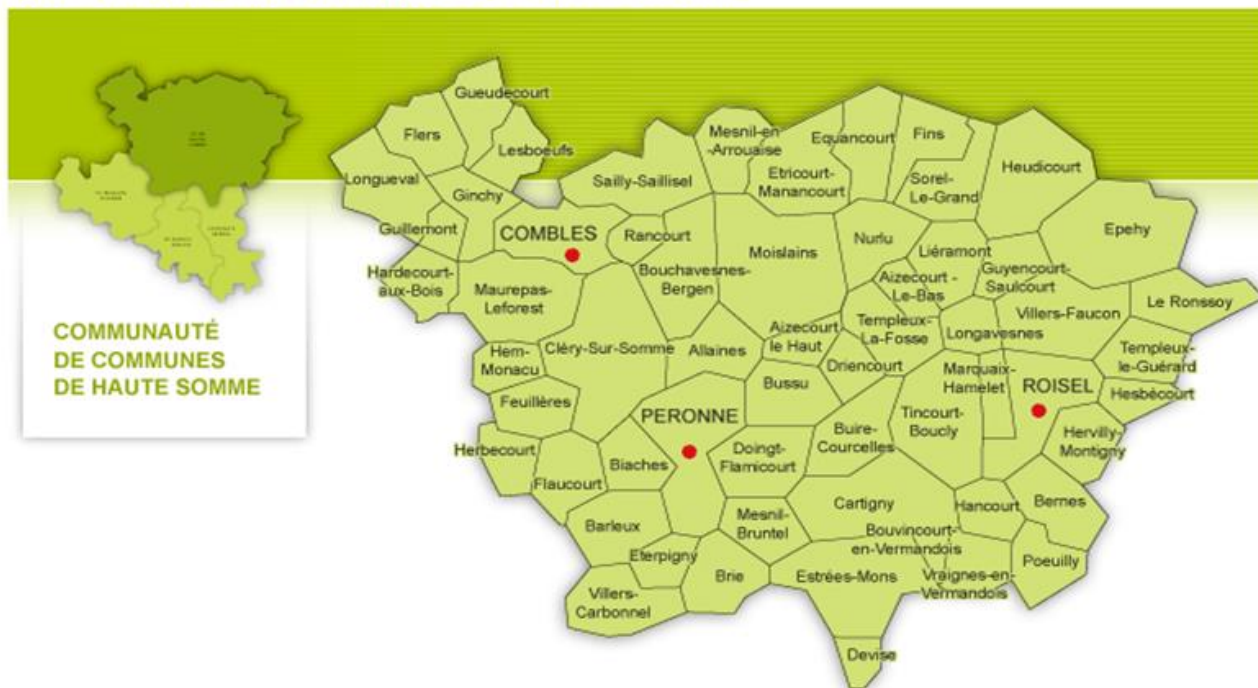 COMMUNAUTÉ
DE COMMUNES
DE HAUTE SOMME
Gueudecourt
Flers
Lesboeufs
Longueval
Ginchy
Guillemont
COMBLES
Hardecourt-
aux-Bois
Maurepas-
Leforest
Sailly-Saillisel
Rancourt
Bouchavesnes-
Bergen
Mesnil-en
-Arrouaise
Equancourt
Etricourt-
Manancourt
Fins
Sorel-
Le-Grand
Heudicourt
Epehy
Moislains
Nurlu
Liéramont
Aizecourt -
Le-Bas
Guyencourt-
Saulcourt
Le Ronssoy
Villers-Faucon
Longavesnes
Templeux-
La-Fosse
Aizecourt
le Haut
Driencourt
Templeux-
le-Guérard
Hesbécourt
Hem-
Monacu
Cléry-Sur-Somme
Allaines
Bussu
Marquaix-
Hamelet
ROISEL
Feuillères
PERONNE
Buire-
Courcelles
Tincourt-
Boucly
Hervilly-
Montigny
Herbecourt
Flaucourt
Biaches
Doingt-
Flamicourt
Cartigny
Hancourt
Bernes
Barleux
Mesnil-
Bruntel
Bouvincourt-
en-Vermandois
Poeuilly
Eterpigny
Brie
Estrées-Mons
Vraignes-en-
Vermandois
Villers-
Carbonnel
Devise